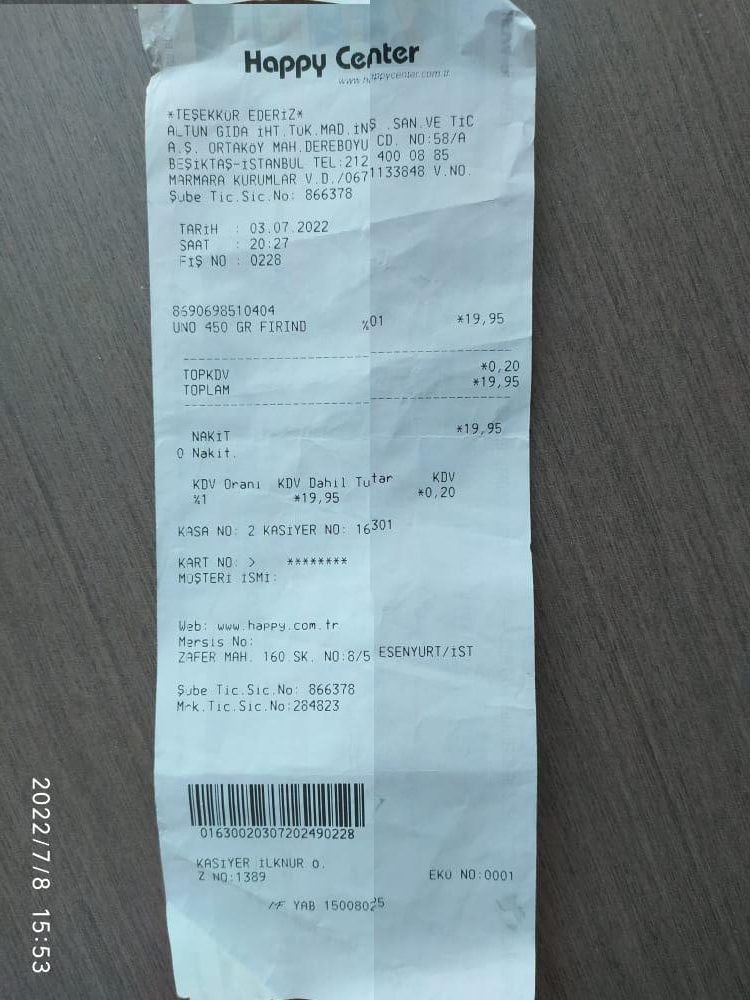 Happy Center
www.happycenter.com.tr
*TEŞEKKÜR EDERİZ*
ALTUN GIDA İHT.TÜK.MAD.İNŞ .SAN.VE TİC
A.Ş. ORTAKÖY MAH.DEREBOYU CD. NO:58/A
BEŞİKTAŞ-İSTANBUL TEL:212 400 08 85
MARMARA KURUMLAR V.D./0671133848 V.NO.
Şube Tic.Sic.No: 866378
TARİH : 03.07.2022
SAAT : 20:27
FİŞ NO : 0228
8690698510404
UNO 450 GR FIRIND %01 *19,95
TOPKDV *0,20
TOPLAM *19,95
NAKİT *19,95
0 Nakit.
KDV Oranı KDV Dahil Tutar KDV
%1 *19,95 *0,20
KASA NO: 2 KASİYER NO: 16301
KART NO: > ********
MÜŞTERİ İSMİ:
Web: www.happy.com.tr
Mersis No:
ZAFER MAH. 160.SK. NO:8/5 ESENYURT/İST
Şube Tic.Sic.No: 866378
Mrk.Tic.Sic.No:284823
01630020307202490228
KASİYER İLKNUR O.
Z NO:1389 EKÜ NO:0001
MF YAB 15008025
2022/7/8 15:53